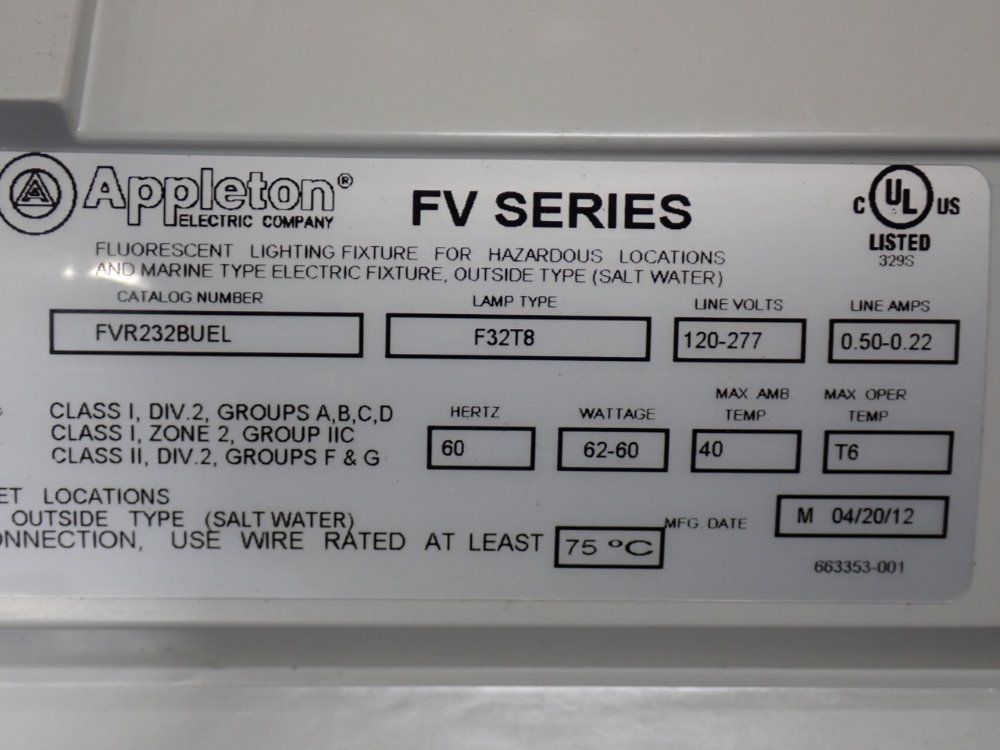 Appleton®
ELECTRIC COMPANY
FV SERIES
C UL US
LISTED
329S
FLUORESCENT LIGHTING FIXTURE FOR HAZARDOUS LOCATIONS
AND MARINE TYPE ELECTRIC FIXTURE, OUTSIDE TYPE (SALT WATER)
CATALOG NUMBER LAMP TYPE LINE VOLTS LINE AMPS
FVR232BUEL F32T8 120-277 0.50-0.22
CLASS I, DIV.2, GROUPS A,B,C,D
CLASS I, ZONE 2, GROUP IIC
CLASS II, DIV.2, GROUPS F & G
HERTZ WATTAGE MAX. AMB. TEMP. MAX. OPER TEMP.
60 62-60 40 T6
ET LOCATIONS
OUTSIDE TYPE (SALT WATER)
ONNECTION, USE WIRE RATED AT LEAST 75 °C
MFG. DATE M 04/20/12
663353-001